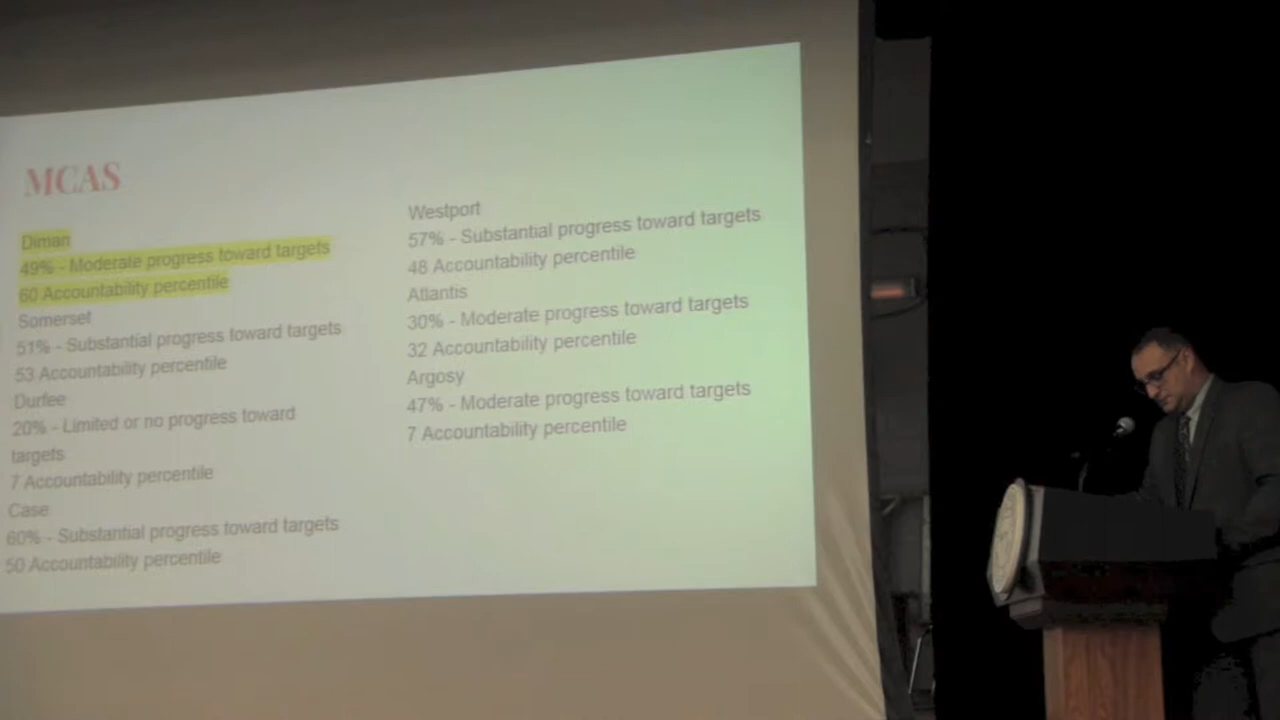 MCAS
Diman
49% - Moderate progress toward targets
60 Accountability percentile
Somerset
51% - Substantial progress toward targets
53 Accountability percentile
Durfee
20% - Limited or no progress toward
targets
7 Accountability percentile
Case
60% - Substantial progress toward targets
50 Accountability percentile
Westport
57% - Substantial progress toward targets
48 Accountability percentile
Atlantis
30% - Moderate progress toward targets
32 Accountability percentile
Argosy
47% - Moderate progress toward targets
7 Accountability percentile